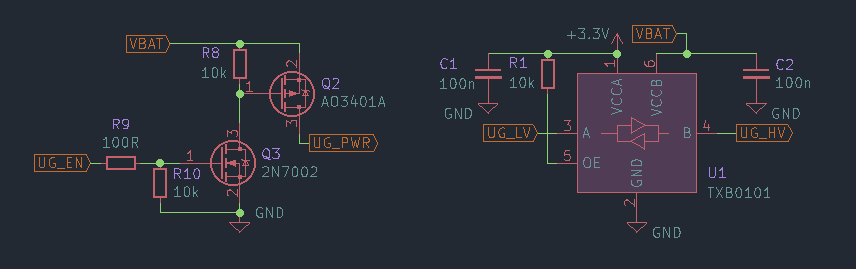 VBAT
R8
10k
2
1
Q2
AO3401A
3
UG_PWR
R9
100R
UG_EN
1
3
Q3
2N7002
R10
10k
2
GND
+3.3V
VBAT
C1
100n
GND
R1
10k
1
6
VCCA
VCCB
C2
100n
GND
UG_LV
3
A
B
4
UG_HV
5
OE
GND
U1
TXB0101
2
GND